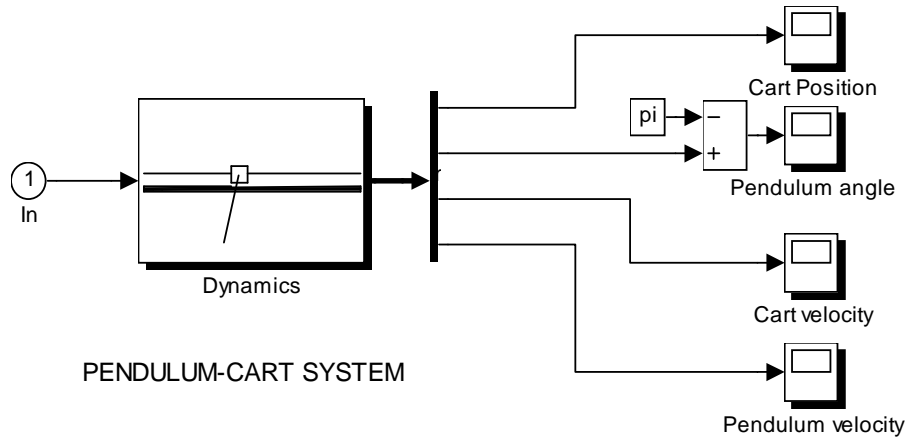 Cart Position
pi
−
+
Pendulum angle
1
In
Dynamics
Cart velocity
PENDULUM-CART SYSTEM
Pendulum velocity